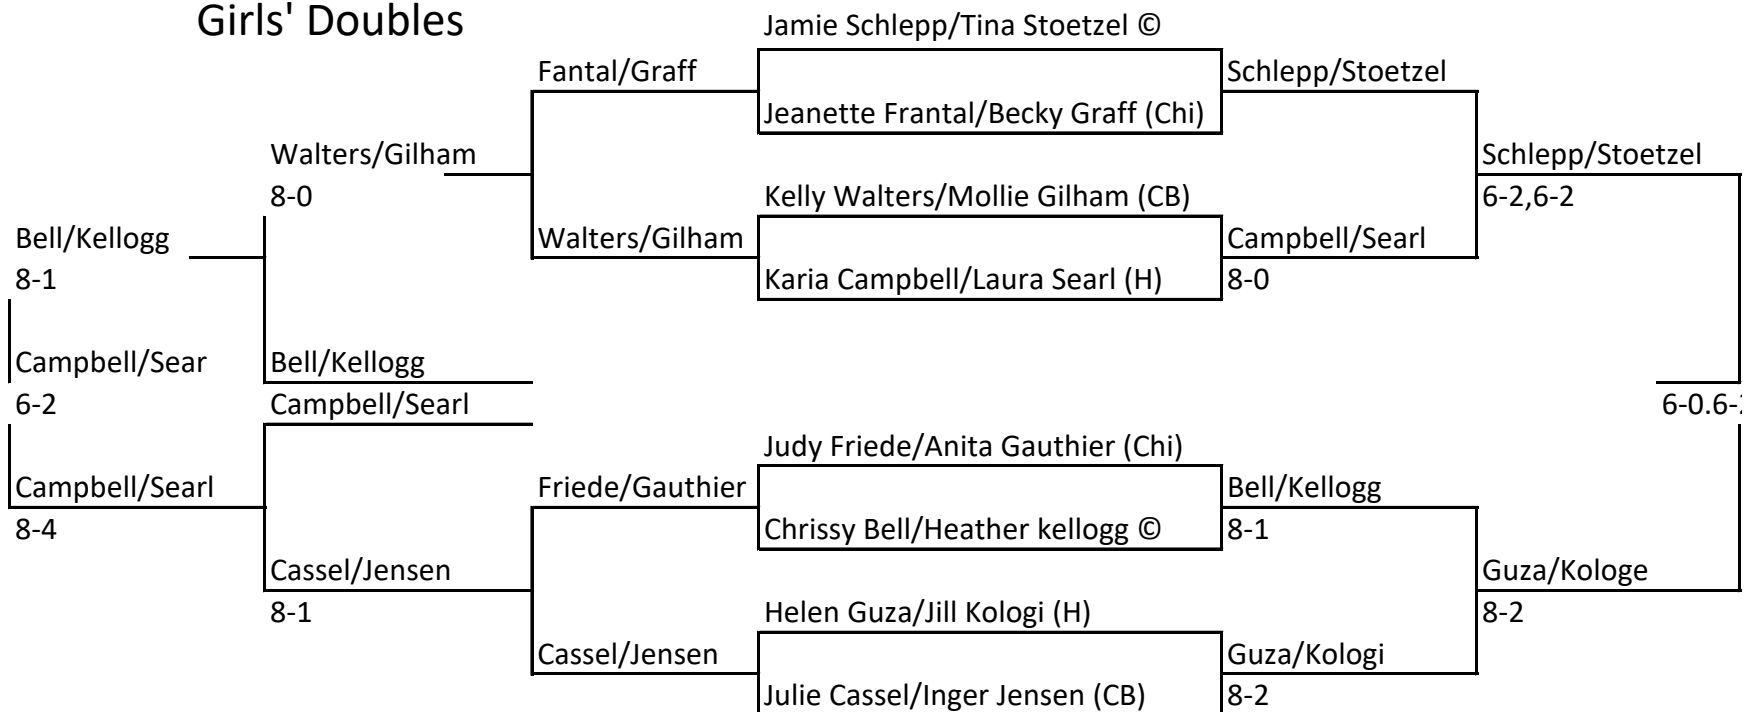 Girls' Doubles
Jamie Schlepp/Tina Stoetzel ©
Fantal/Graff
Schlepp/Stoetzel
Jeanette Frantal/Becky Graff (Chi)
Walters/Gilham
Schlepp/Stoetzel
8-0
Kelly Walters/Mollie Gilham (CB)
6-2,6-2
Bell/Kellogg
Walters/Gilham
Campbell/Searl
8-1
Karia Campbell/Laura Searl (H)
8-0
Campbell/Sear
Bell/Kellogg
6-2
Campbell/Searl
6-0.6-
Judy Friede/Anita Gauthier (Chi)
Campbell/Searl
Friede/Gauthier
Bell/Kellogg
8-4
Chrissy Bell/Heather kellogg ©
8-1
Cassel/Jensen
Guza/Kologe
8-1
Helen Guza/Jill Kologi (H)
8-2
Cassel/Jensen
Guza/Kologi
Julie Cassel/Inger Jensen (CB)
8-2